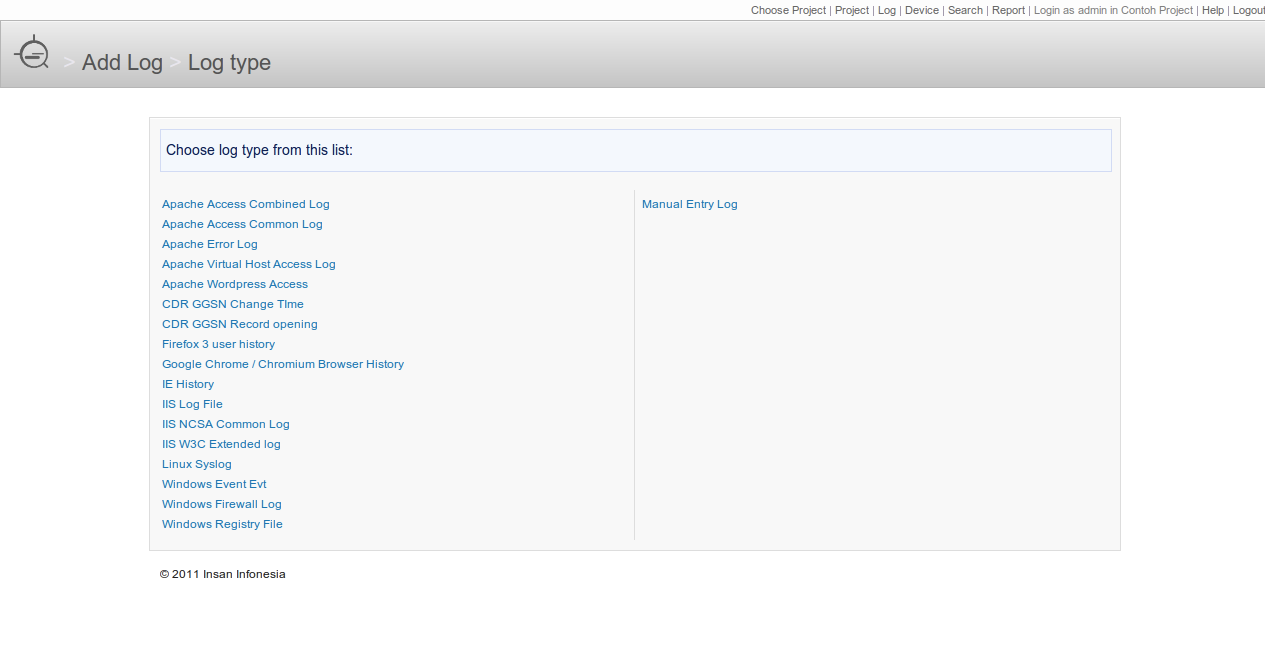 Choose Project | Project | Log | Device | Search | Report | Login as admin in Contoh Project | Help | Logout
> Add Log > Log type
Choose log type from this list:
Apache Access Combined Log
Apache Access Common Log
Apache Error Log
Apache Virtual Host Access Log
Apache Wordpress Access
CDR GGSN Change TIme
CDR GGSN Record opening
Firefox 3 user history
Google Chrome / Chromium Browser History
IE History
IIS Log File
IIS NCSA Common Log
IIS W3C Extended log
Linux Syslog
Windows Event Evt
Windows Firewall Log
Windows Registry File
Manual Entry Log
© 2011 Insan Infonesia